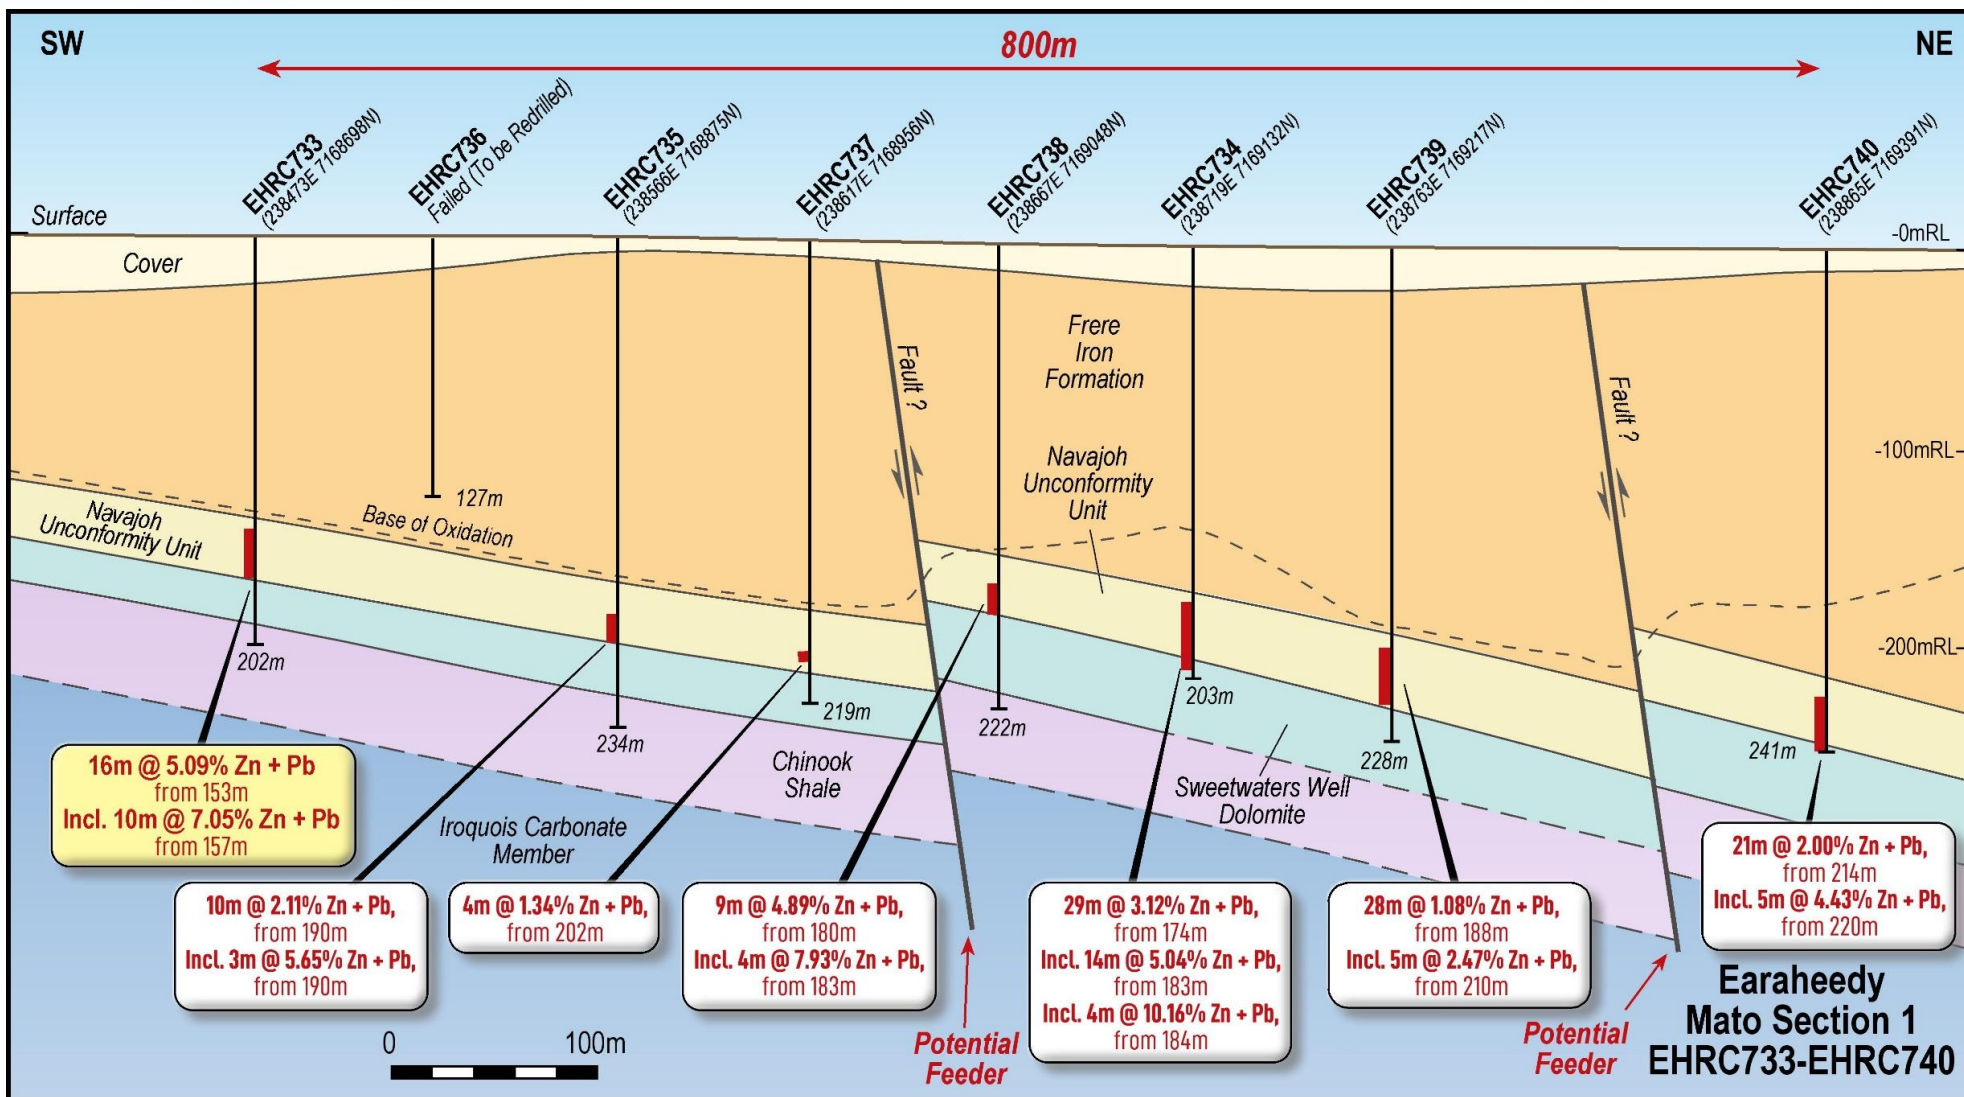 SW
800m
NE
EHRC733
(238473E 7168698N)
EHRC736
Failed (To be Redrilled)
EHRC735
(238566E 7168875N)
EHRC737
(238617E 7168956N)
EHRC738
(238667E 7169048N)
EHRC734
(238719E 7169132N)
EHRC739
(238763E 7169217N)
EHRC740
(238865E 7169391N)
Surface
-0mRL
Cover
Frere
Iron
Formation
Fault ?
Fault ?
-100mRL
Navajoh
Unconformity
Unit
127m
Base of Oxidation
Navajoh
Unconformity Unit
-200mRL
202m
234m
219m
222m
203m
228m
241m
Chinook
Shale
Sweetwaters Well
Dolomite
Iroquois Carbonate
Member
16m @ 5.09% Zn + Pb
from 153m
Incl. 10m @ 7.05% Zn + Pb
from 157m
10m @ 2.11% Zn + Pb,
from 190m
Incl. 3m @ 5.65% Zn + Pb,
from 190m
4m @ 1.34% Zn + Pb,
from 202m
9m @ 4.89% Zn + Pb,
from 180m
Incl. 4m @ 7.93% Zn + Pb,
from 183m
29m @ 3.12% Zn + Pb,
from 174m
Incl. 14m @ 5.04% Zn + Pb,
from 183m
Incl. 4m @ 10.16% Zn + Pb,
from 184m
28m @ 1.08% Zn + Pb,
from 188m
Incl. 5m @ 2.47% Zn + Pb,
from 210m
21m @ 2.00% Zn + Pb,
from 214m
Incl. 5m @ 4.43% Zn + Pb,
from 220m
0
100m
Potential
Feeder
Potential
Feeder
Earaheedy
Mato Section 1
EHRC733-EHRC740